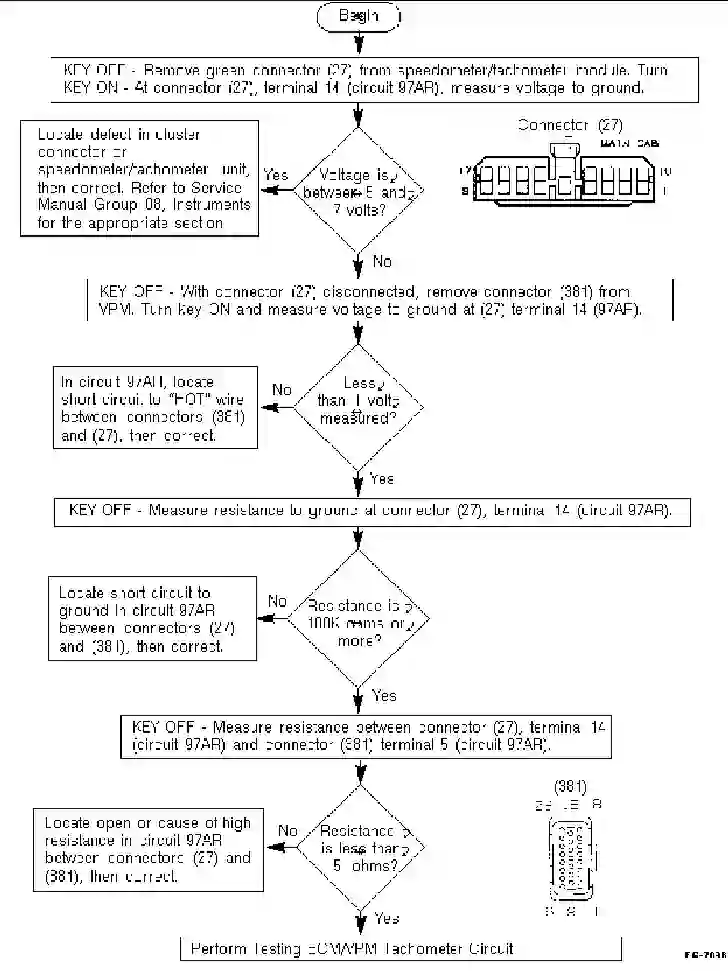 Begin
KEY OFF - Remove green connector (27) from speedometer/tachometer module. Turn
KEY ON - At connector (27), terminal 14 (circuit 97AR), measure voltage to ground.
Locate defect in cluster
connector or
speedometer/tachometer unit,
then correct. Refer to Service
Manual Group 08, Instruments
for the appropriate section
Yes
Voltage is
between 5 and
7 volts?
Connector (27)
No
KEY OFF - With connector (27) disconnected, remove connector (381) from
VPM. Turn key ON and measure voltage to ground at (27) terminal 14 (97AR).
In circuit 97AR, locate
short circuit to "HOT" wire
between connectors (381)
and (27), then correct.
No
Less
than 1 volt
measured?
Yes
KEY OFF - Measure resistance to ground at connector (27), terminal 14 (circuit 97AR).
Locate short circuit to
ground in circuit 97AR
between connectors (27)
and (381), then correct.
No
Resistance is
100K ohms or
more?
Yes
KEY OFF - Measure resistance between connector (27), terminal 14
(circuit 97AR) and connector (381) terminal 5 (circuit 97AR).
(381)
Locate open or cause of high
resistance in circuit 97AR
between connectors (27) and
(381), then correct.
No
Resistance
is less than
5 ohms?
Yes
Perform Testing ECM/VPM Tachometer Circuit